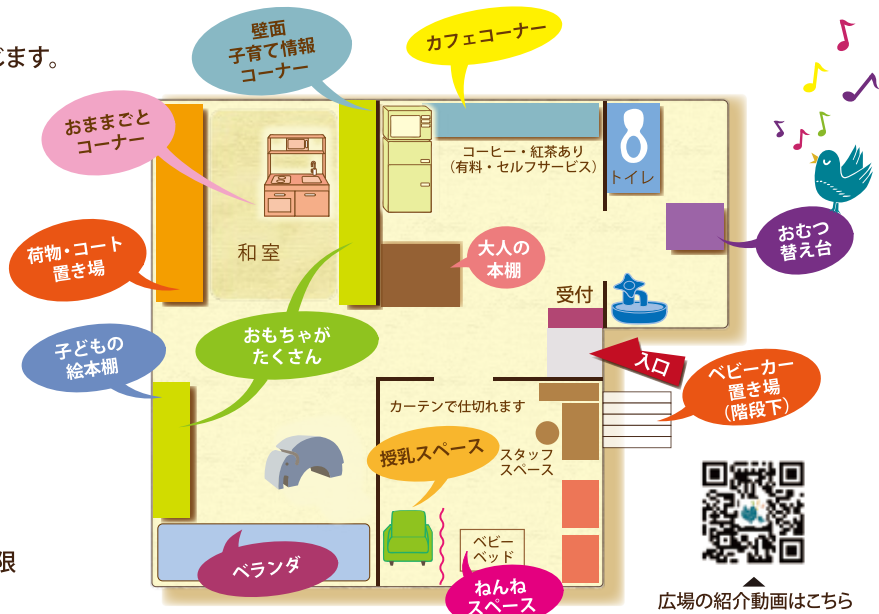 じます。
壁面
子育て情報
コーナー
カフェコーナー
おままごと
コーナー
コーヒー・紅茶あり
（有料・セルフサービス）
トイレ
和室
荷物・コート
置き場
大人の
本棚
おむつ
替え台
受付
子どもの
絵本棚
おもちゃが
たくさん
入口
ベビーカー
置き場
（階段下）
カーテンで仕切れます
授乳スペース
スタッフ
スペース
ベランダ
ベビー
ベッド
ねんね
スペース
限
広場の紹介動画はこちら